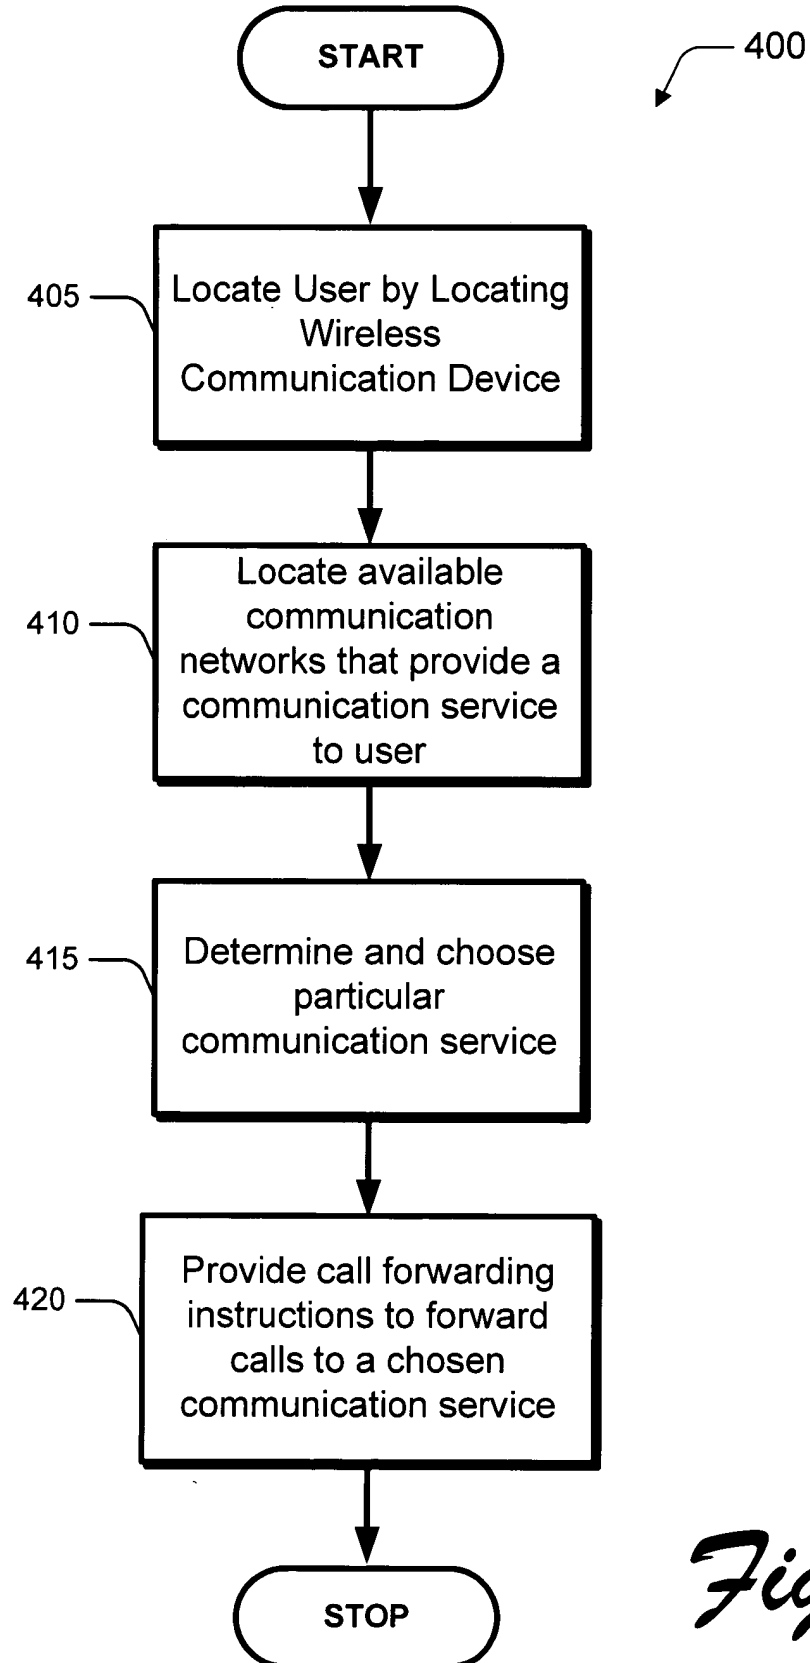 START
400
405
Locate User by Locating
Wireless
Communication Device
410
Locate available
communication
networks that provide a
communication service
to user
415
Determine and choose
particular
communication service
420
Provide call forwarding
instructions to forward
calls to a chosen
communication service
STOP